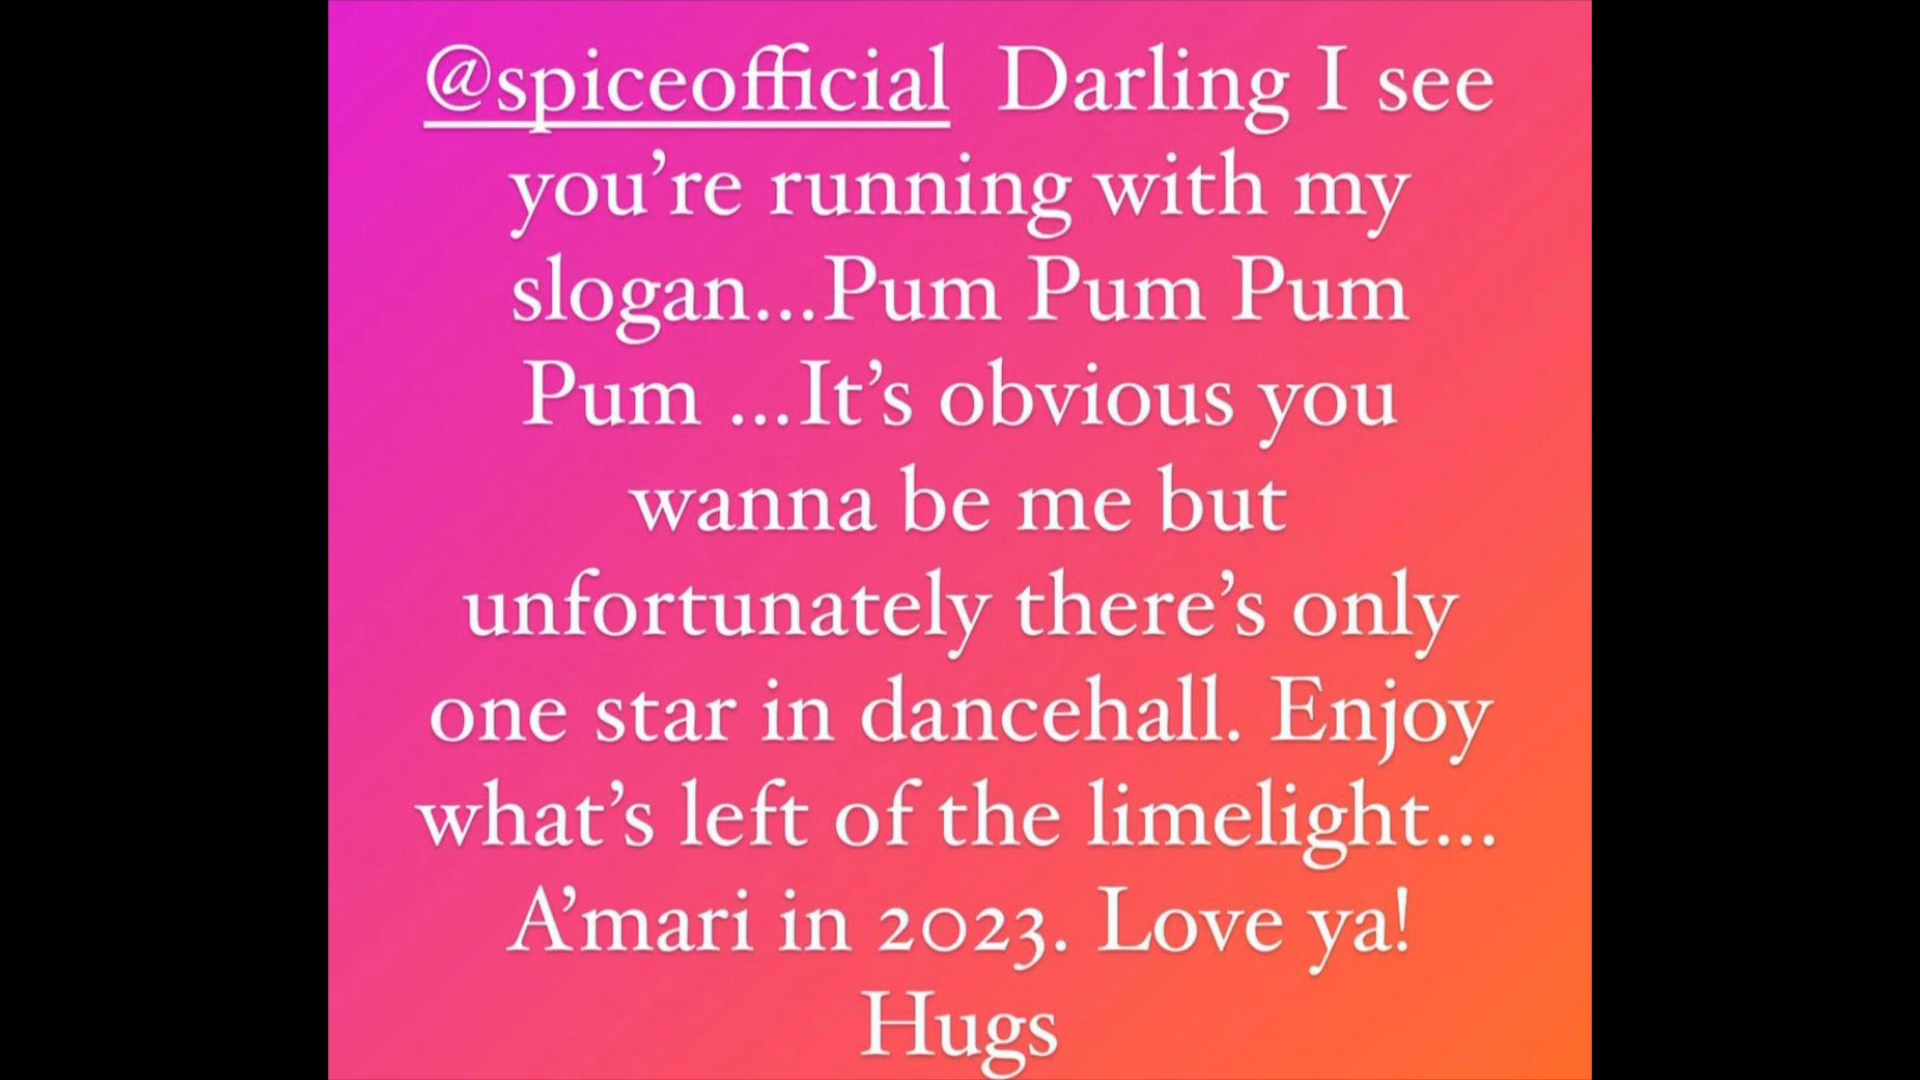 @spiceofficial Darling I see
you're running with my
slogan...Pum Pum Pum
Pum ...It's obvious you
wanna be me but
unfortunately there's only
one star in dancehall. Enjoy
what's left of the limelight...
A'mari in 2023. Love ya!
Hugs